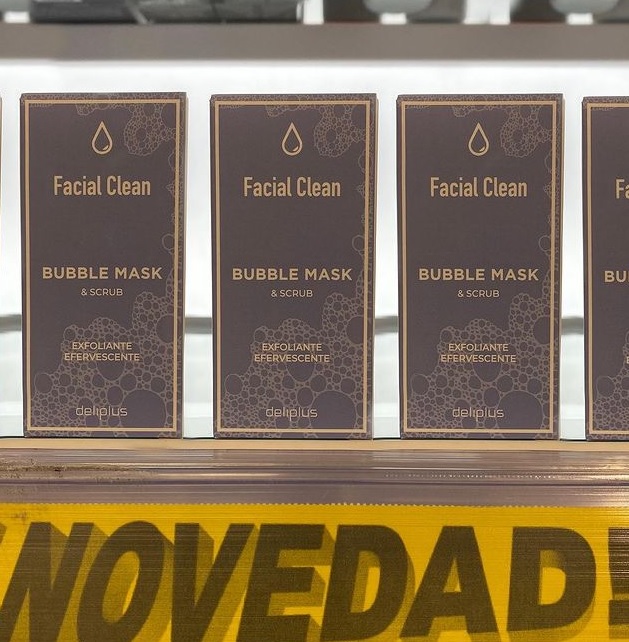 Facial Clean
BUBBLE MASK
& SCRUB
EXFOLIANTE
EFERVESCENTE
deliplus
Facial Clean
BUBBLE MASK
& SCRUB
EXFOLIANTE
EFERVESCENTE
deliplus
Facial Clean
BUBBLE MASK
& SCRUB
EXFOLIANTE
EFERVESCENTE
deliplus
¡NOVEDAD!